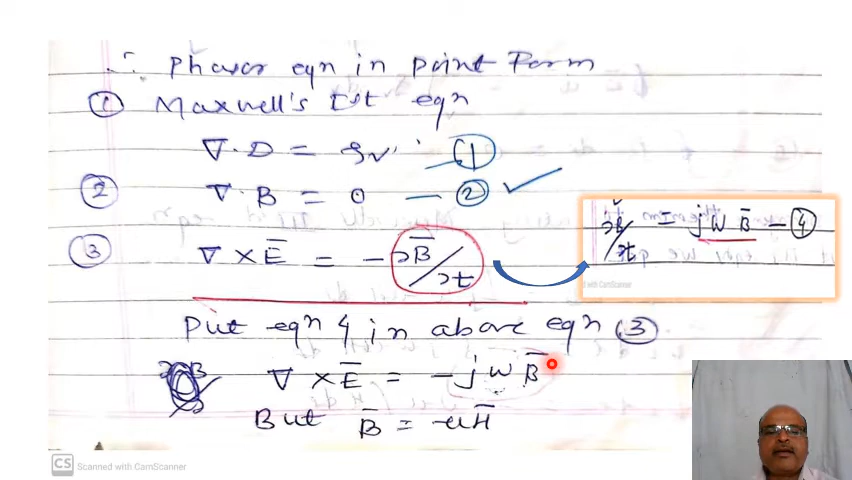 ∴ Phasor eqn in point Form
① Maxwell's Ist eqn
∇·D = ρv — ①
② ∇·B = 0 — ② ✓
③ ∇ × E̅ = - ∂B̅/∂t
∂B̅/∂t = jω B̅ — ④
Put eqn 4 in above eqn ③
∇ × E̅ = - jω B̅
But B̅ = μH̅
CS Scanned with CamScanner